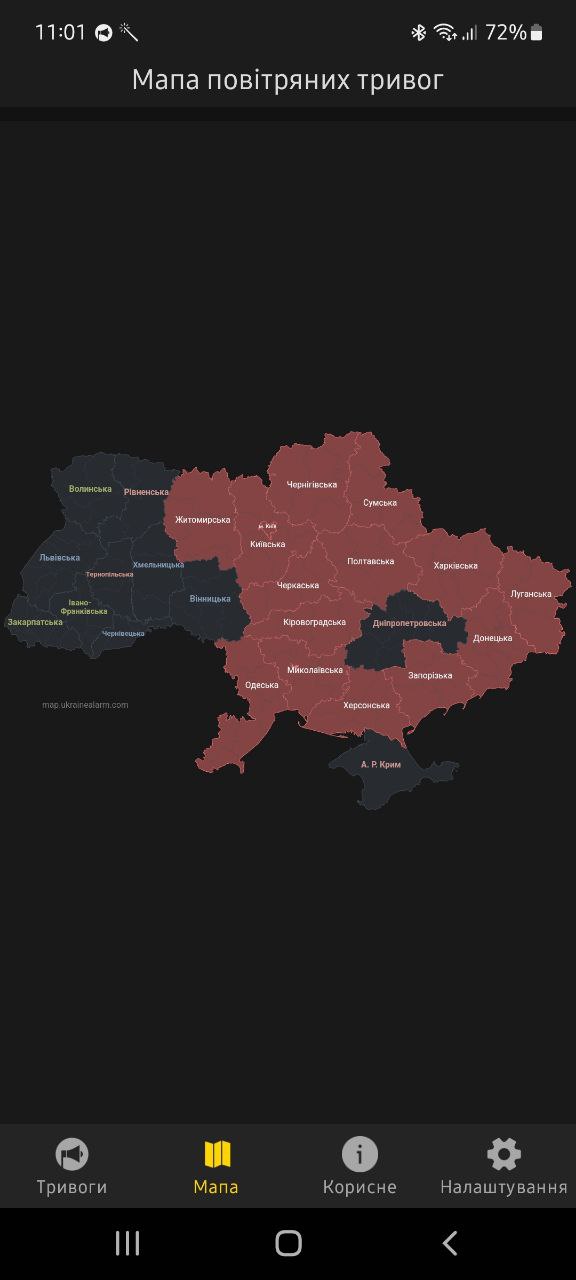 11:01
72%
Мапа повітряних тривог
Чернігівська
Волинська
Рівненська
Сумська
Житомирська
м. Київ
Київська
Львівська
Полтавська
Хмельницька
Харківська
Тернопільська
Черкаська
Луганська
Вінницька
Івано-
Франківська
Закарпатська
Кіровоградська
Дніпропетровська
Чернівецька
Донецька
Миколаївська
Запорізька
Одеська
Херсонська
map.ukrainealarm.com
А. Р. Крим
Тривоги
Мапа
Корисне
Налаштування